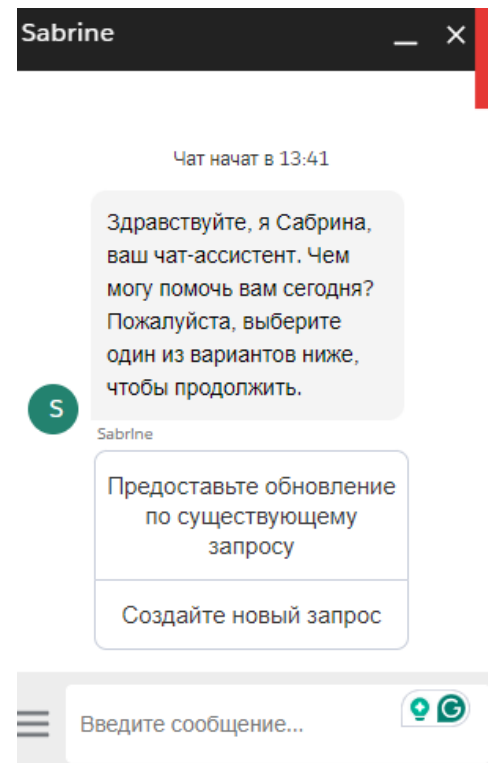 Sabrine
Чат начат в 13:41
Здравствуйте, я Сабрина,
ваш чат-ассистент. Чем
могу помочь вам сегодня?
Пожалуйста, выберите
один из вариантов ниже,
чтобы продолжить.
S
Sabrine
Предоставьте обновление
по существующему
запросу
Создайте новый запрос
Введите сообщение...